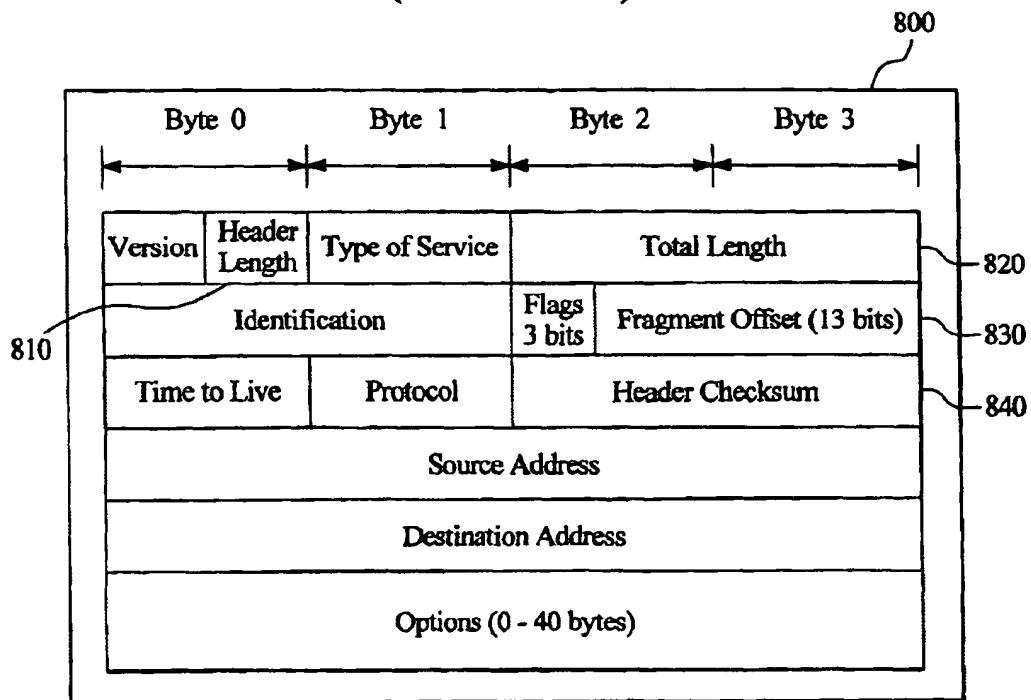 800
Byte 0 Byte 1 Byte 2 Byte 3
Version Header Length Type of Service Total Length 820
Identification Flags 3 bits Fragment Offset (13 bits) 830
810
Time to Live Protocol Header Checksum 840
Source Address
Destination Address
Options (0 - 40 bytes)